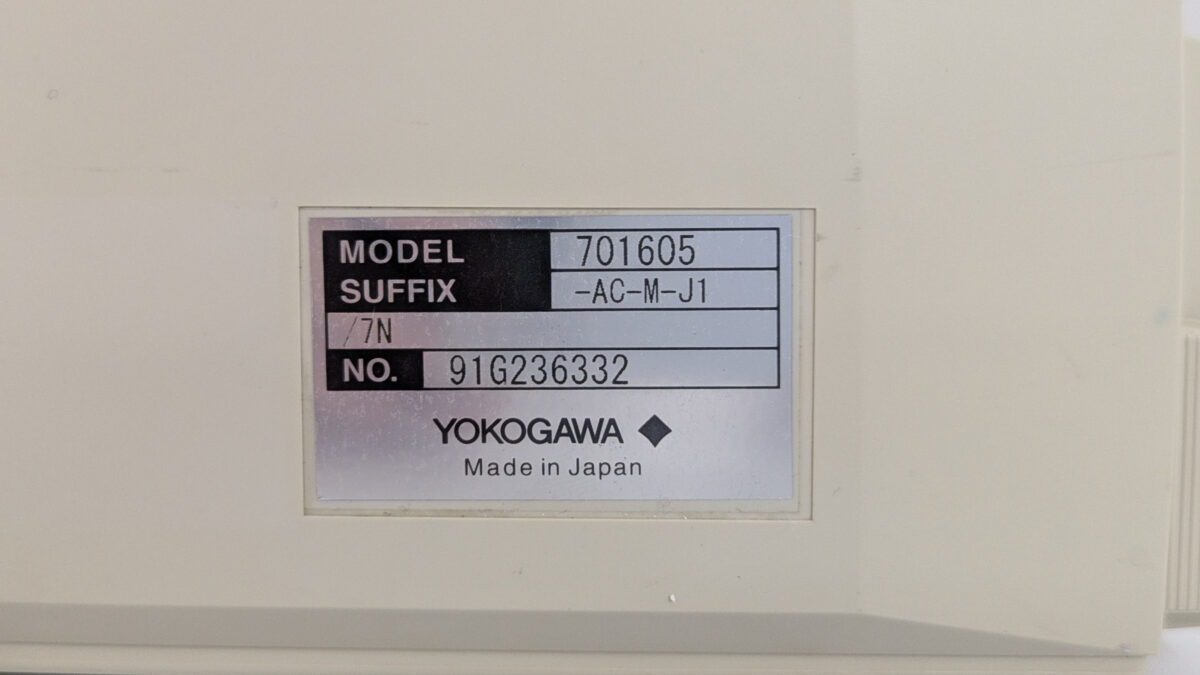 MODEL 701605
SUFFIX -AC-M-J1
/7N
NO. 91G236332
YOKOGAWA
Made in Japan